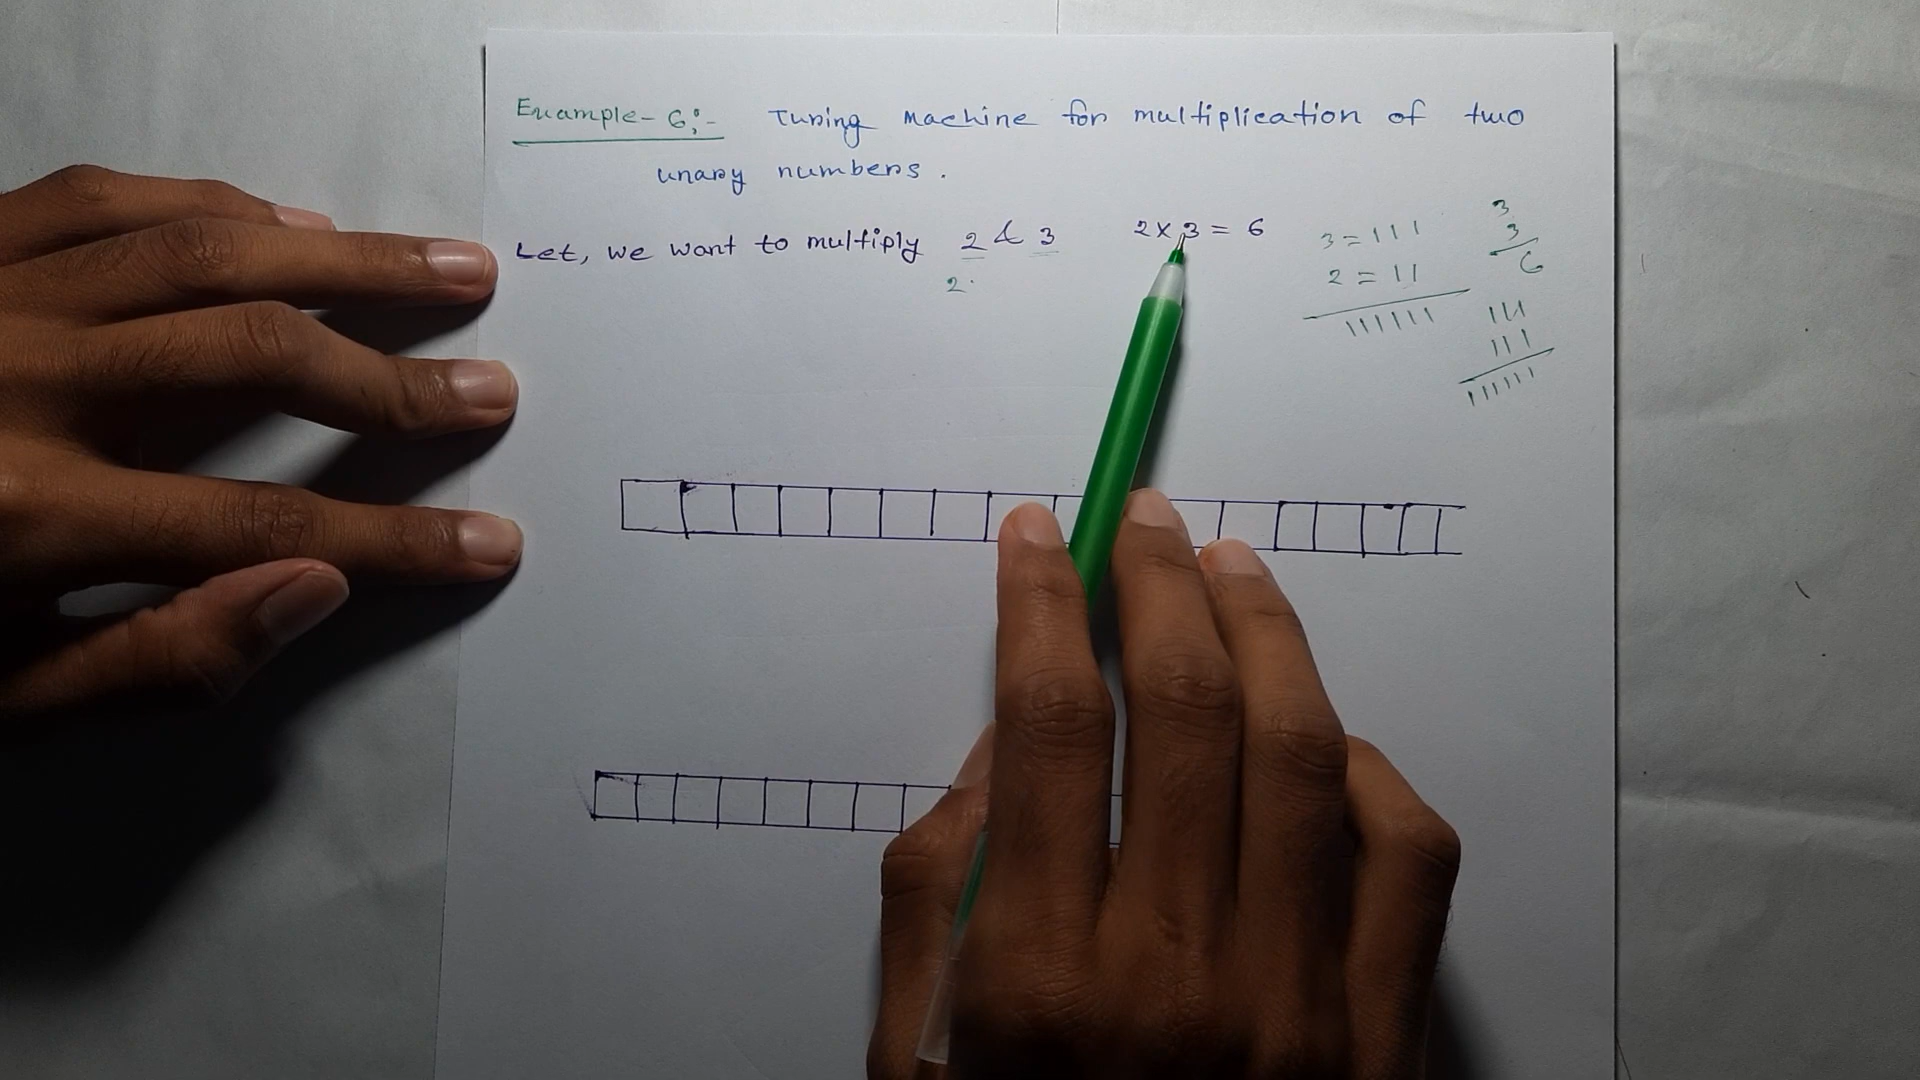 Example-6:- Turing Machine for multiplication of two
unary numbers.
Let, we want to multiply 2 & 3
2.
2 x 3 = 6
3 = 111
2 = 11
111111
3
3
6
111
111
111111